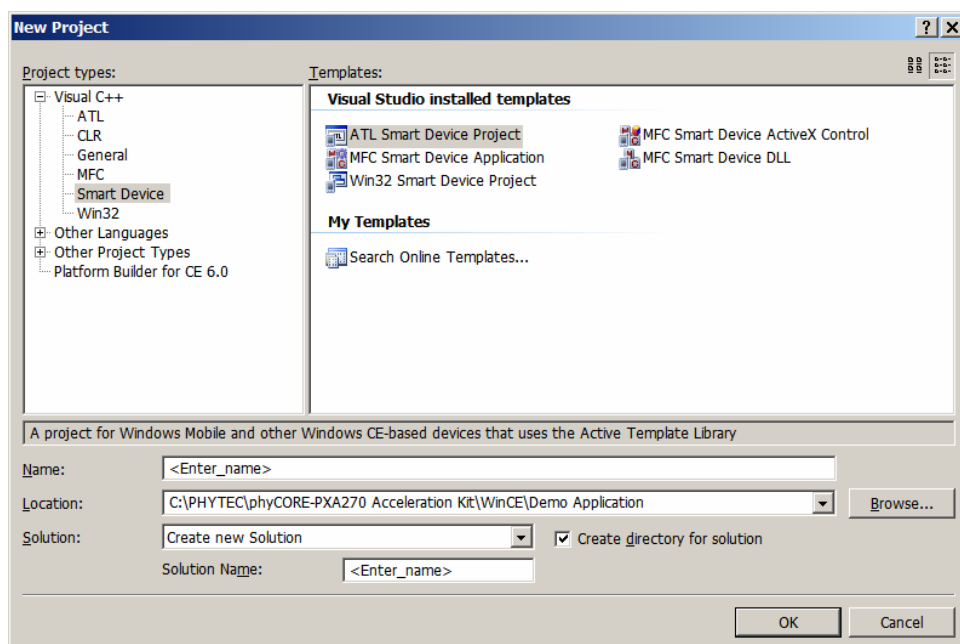 New Project
Project types:
Templates:
Visual C++
ATL
CLR
General
MFC
Smart Device
Win32
Other Languages
Other Project Types
Platform Builder for CE 6.0
Visual Studio installed templates
ATL Smart Device Project
MFC Smart Device ActiveX Control
MFC Smart Device Application
MFC Smart Device DLL
Win32 Smart Device Project
My Templates
Search Online Templates...
A project for Windows Mobile and other Windows CE-based devices that uses the Active Template Library
Name:
<Enter_name>
Location:
C:\PHYTEC\phyCORE-PXA270 Acceleration Kit\WinCE\Demo Application
Browse...
Solution:
Create new Solution
Create directory for solution
Solution Name:
<Enter_name>
OK
Cancel